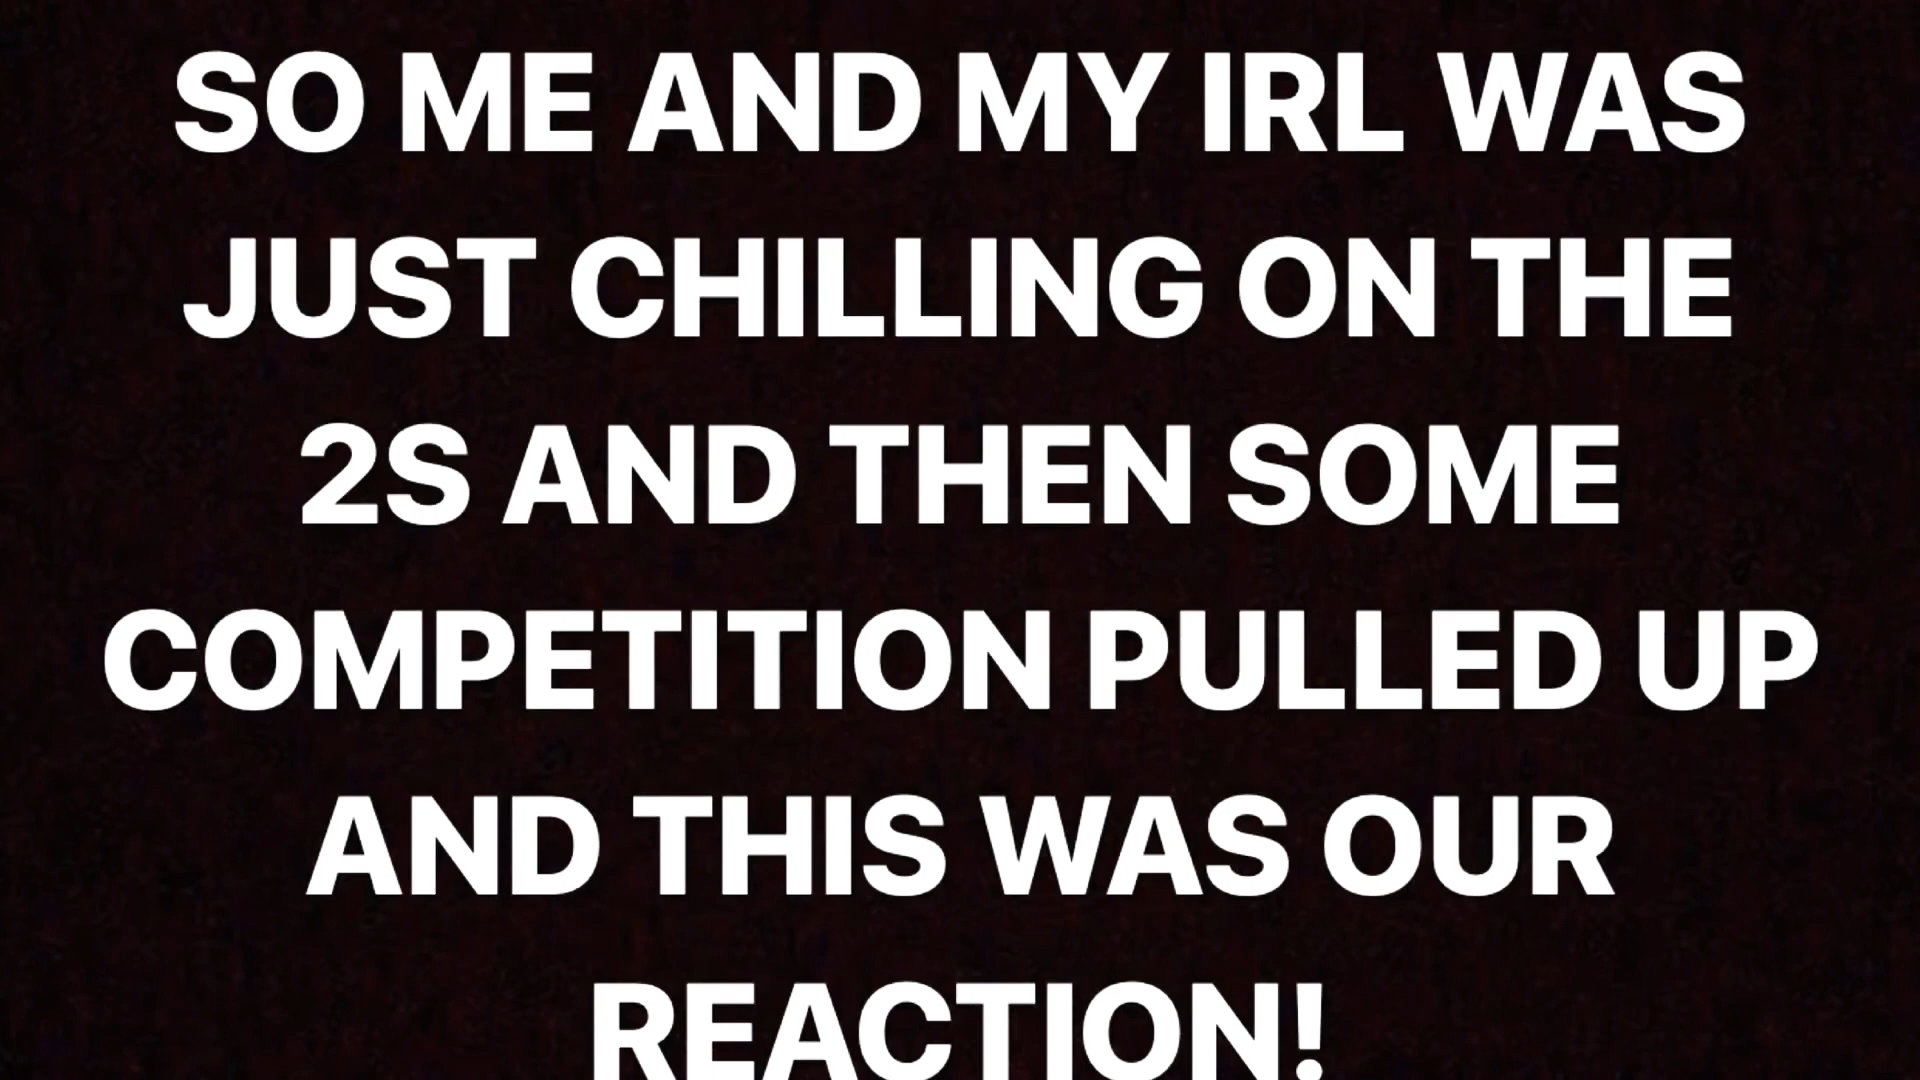 SO ME AND MY IRL WAS
JUST CHILLING ON THE
2S AND THEN SOME
COMPETITION PULLED UP
AND THIS WAS OUR
REACTION!